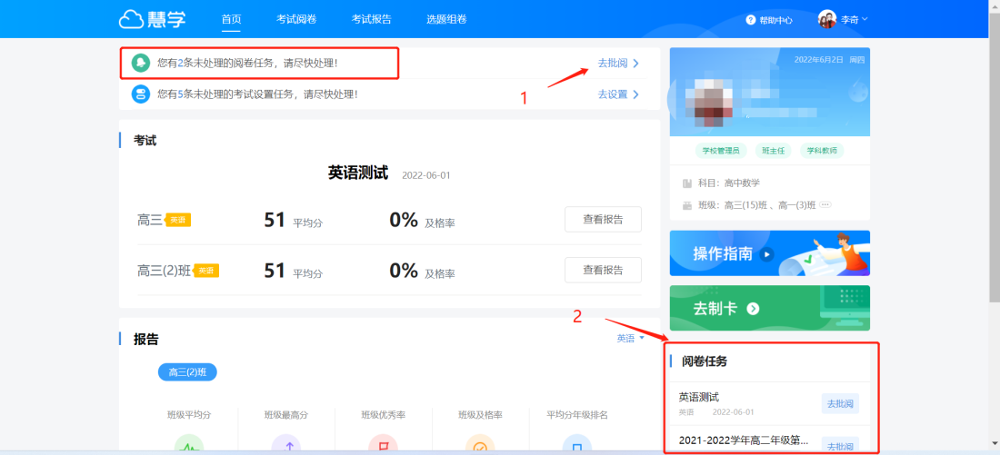 慧学 首页 考试阅卷 考试报告 选题组卷 ? 帮助中心 李奇
您有2条未处理的阅卷任务，请尽快处理！ 去批阅
1
您有5条未处理的考试设置任务，请尽快处理！ 去设置
2022年6月2日 周四
学校管理员 班主任 学科教师
科目：高中数学
班级：高三(15)班 、高一(3)班
考试
英语测试 2022-06-01
高三 英语 51 平均分 0% 及格率 查看报告
高三(2)班 英语 51 平均分 0% 及格率 查看报告
操作指南
去制卡
2
报告 英语
高三(2)班
班级平均分 班级最高分 班级优秀率 班级及格率 平均分年级排名
阅卷任务
英语测试
英语 2022-06-01
去批阅
2021-2022学年高二年级第... 去批阅